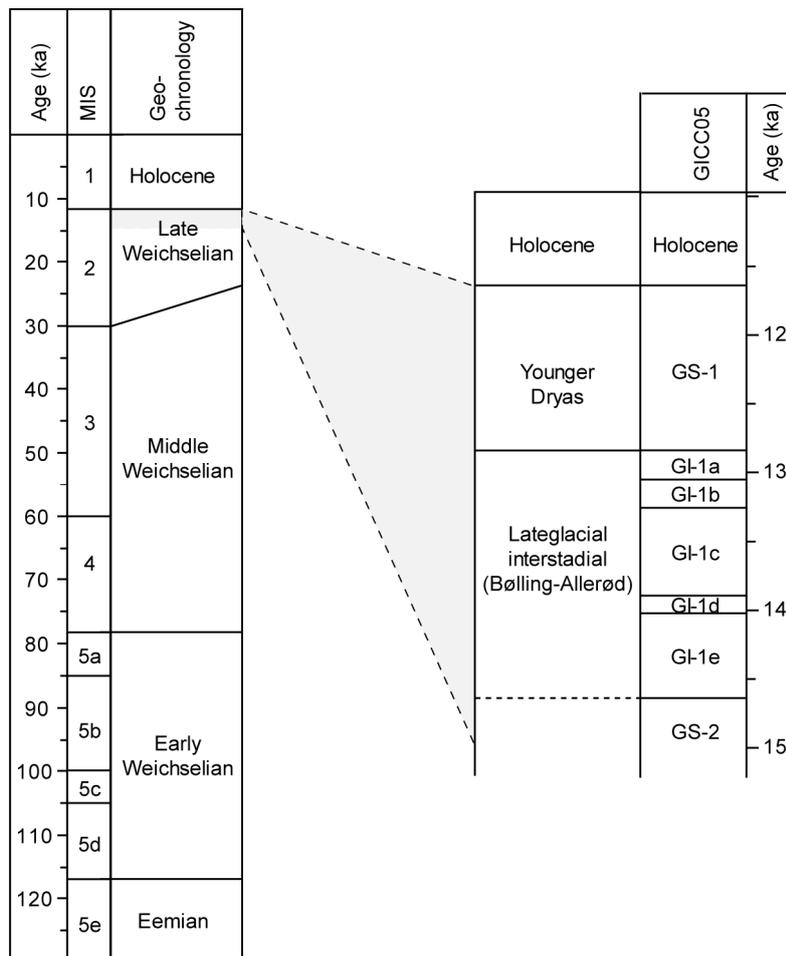 Age (ka)
MIS
Geo-
chronology
10
20
30
40
50
60
70
80
90
100
110
120
1
2
3
4
5a
5b
5c
5d
5e
Holocene
Late
Weichselian
Middle
Weichselian
Early
Weichselian
Eemian
GICC05
Age (ka)
Holocene
Younger
Dryas
Lateglacial
interstadial
(Bølling-Allerød)
Holocene
GS-1
GI-1a
GI-1b
GI-1c
GI-1d
GI-1e
GS-2
12
13
14
15